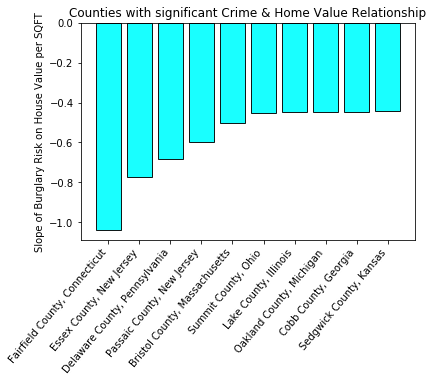 Counties with significant Crime & Home Value Relationship
Slope of Burglary Risk on House Value per SQFT
0.0
−0.2
−0.4
−0.6
−0.8
−1.0
Fairfield County, Connecticut
Essex County, New Jersey
Delaware County, Pennsylvania
Passaic County, New Jersey
Bristol County, Massachusetts
Summit County, Ohio
Lake County, Illinois
Oakland County, Michigan
Cobb County, Georgia
Sedgwick County, Kansas